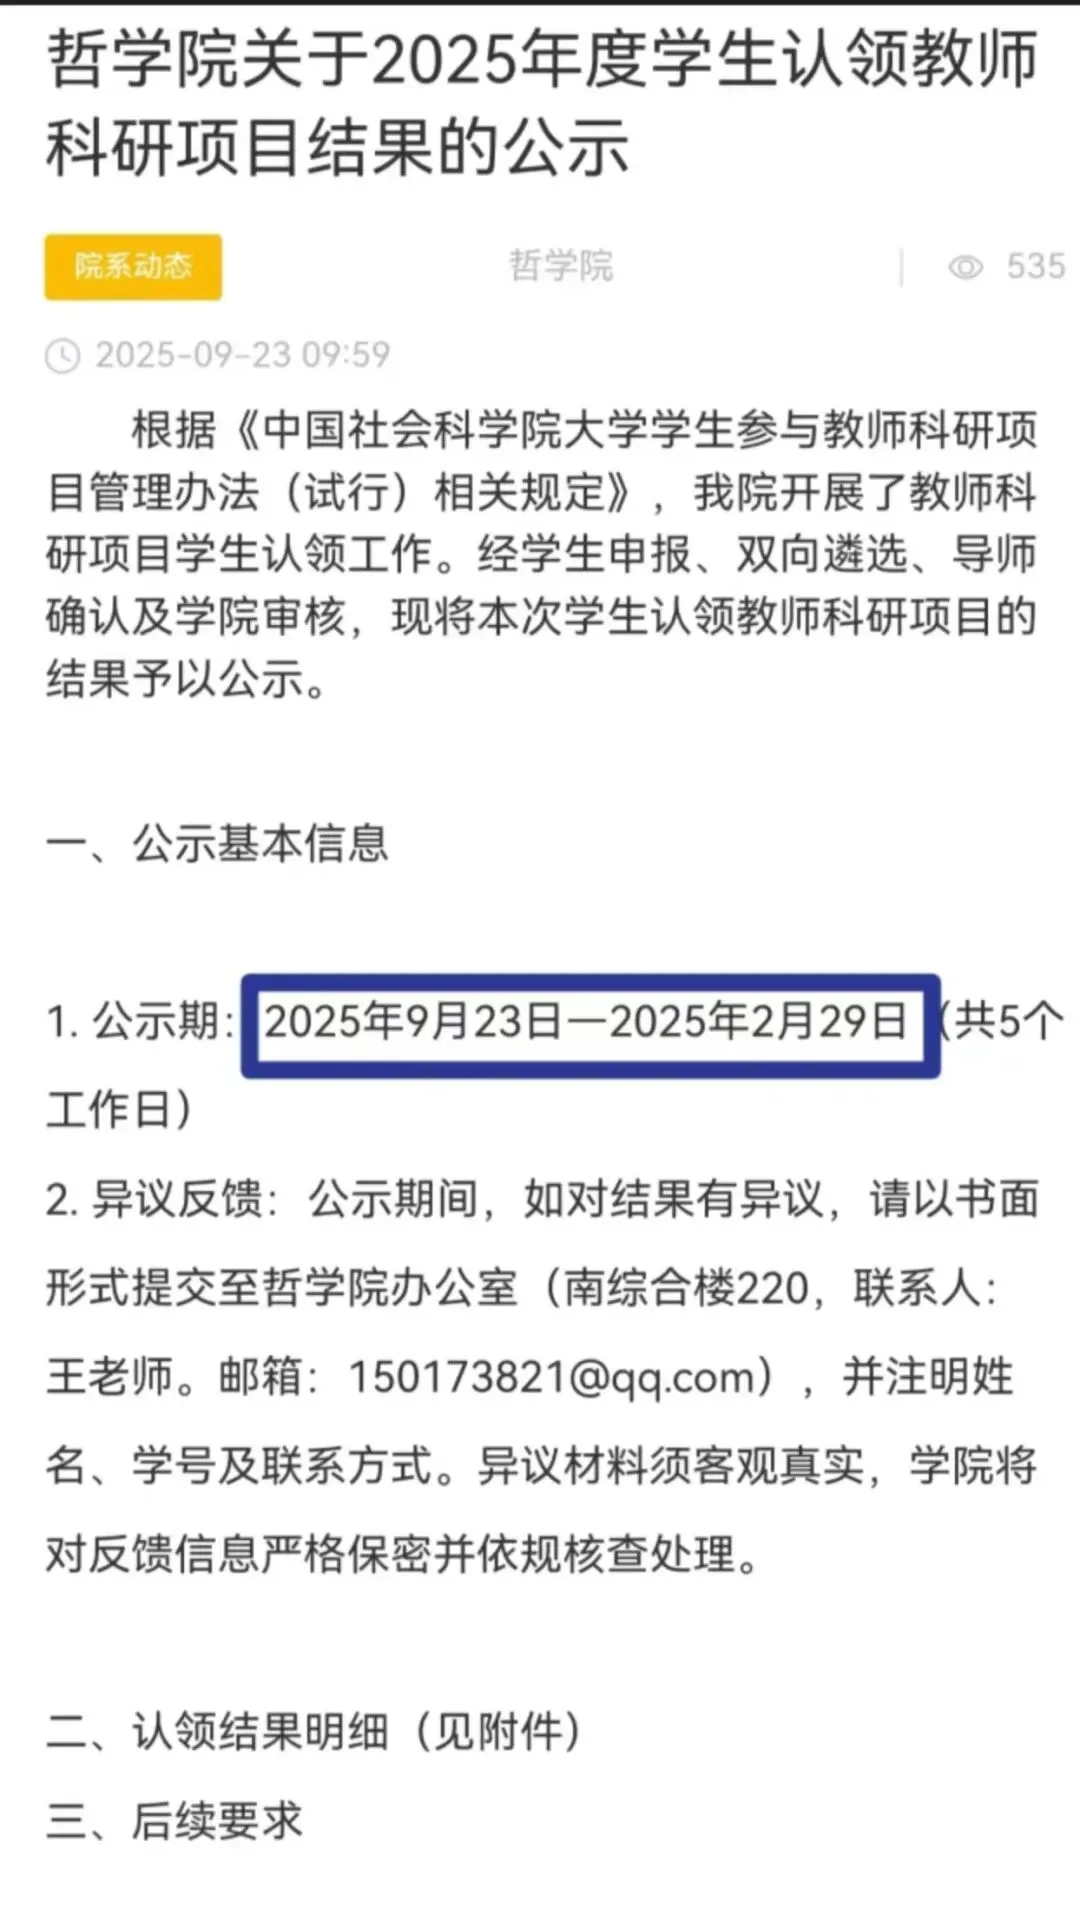 哲学院关于2025年度学生认领教师
科研项目结果的公示
院系动态
哲学院
535
2025-09-23 09:59
根据《中国社会科学院大学学生参与教师科研项
目管理办法（试行）相关规定》，我院开展了教师科
研项目学生认领工作。经学生申报、双向遴选、导师
确认及学院审核，现将本次学生认领教师科研项目的
结果予以公示。
一、公示基本信息
1. 公示期：2025年9月23日—2025年2月29日（共5个
工作日）
2. 异议反馈：公示期间，如对结果有异议，请以书面
形式提交至哲学院办公室（南综合楼220，联系人：
王老师。邮箱：150173821@qq.com），并注明姓
名、学号及联系方式。异议材料须客观真实，学院将
对反馈信息严格保密并依规核查处理。
二、认领结果明细（见附件）
三、后续要求